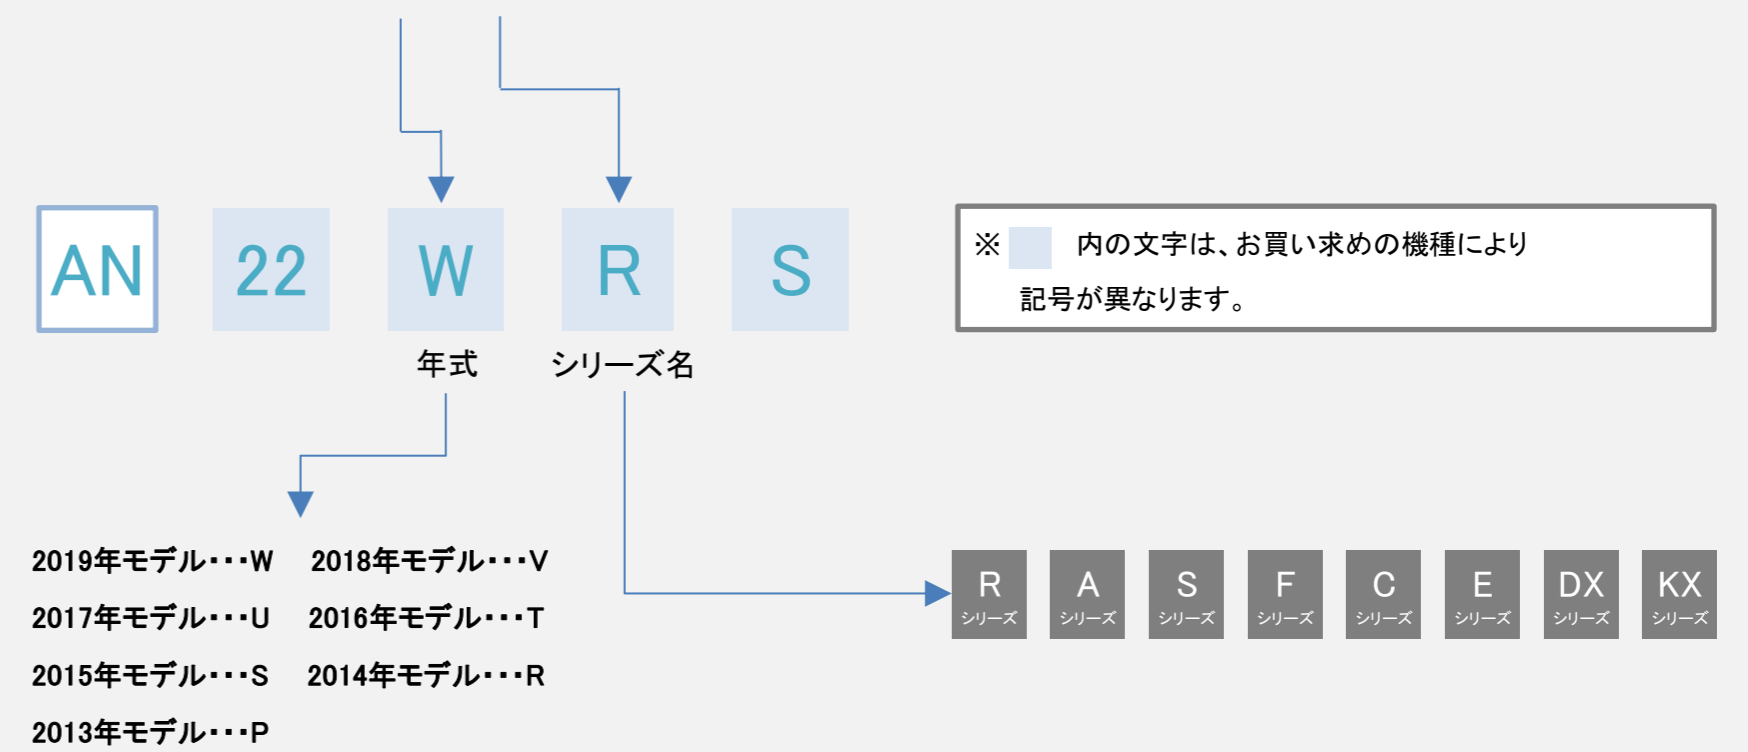 AN 22 W R S
※ 内の文字は、お買い求めの機種により
記号が異なります。
年式 シリーズ名
2019年モデル・・・W 2018年モデル・・・V
2017年モデル・・・U 2016年モデル・・・T
2015年モデル・・・S 2014年モデル・・・R
2013年モデル・・・P
R A S F C E DX KX
シリーズ シリーズ シリーズ シリーズ シリーズ シリーズ シリーズ シリーズ